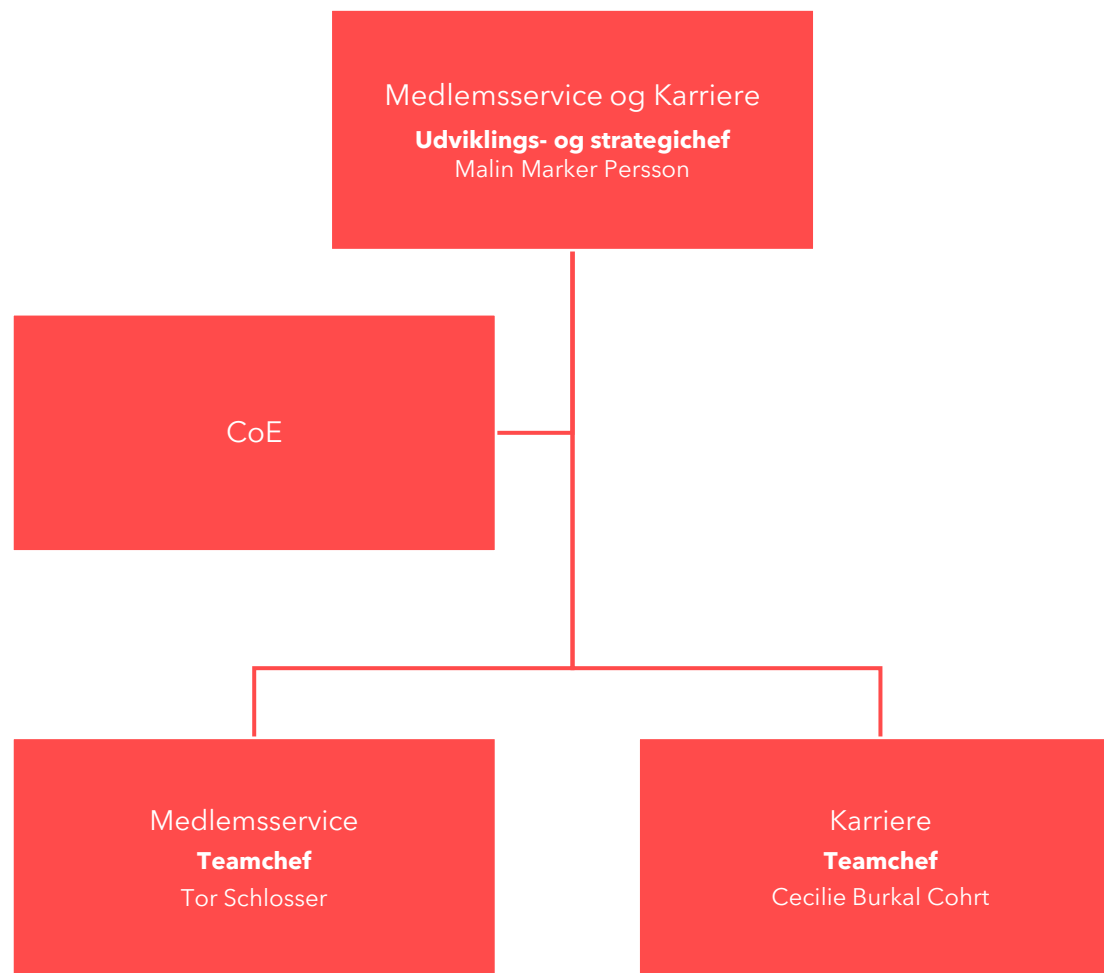 Medlemsservice og Karriere
Udviklings- og strategichef
Malin Marker Persson
CoE
Medlemsservice
Teamchef
Tor Schlosser
Karriere
Teamchef
Cecilie Burkal Cohrt